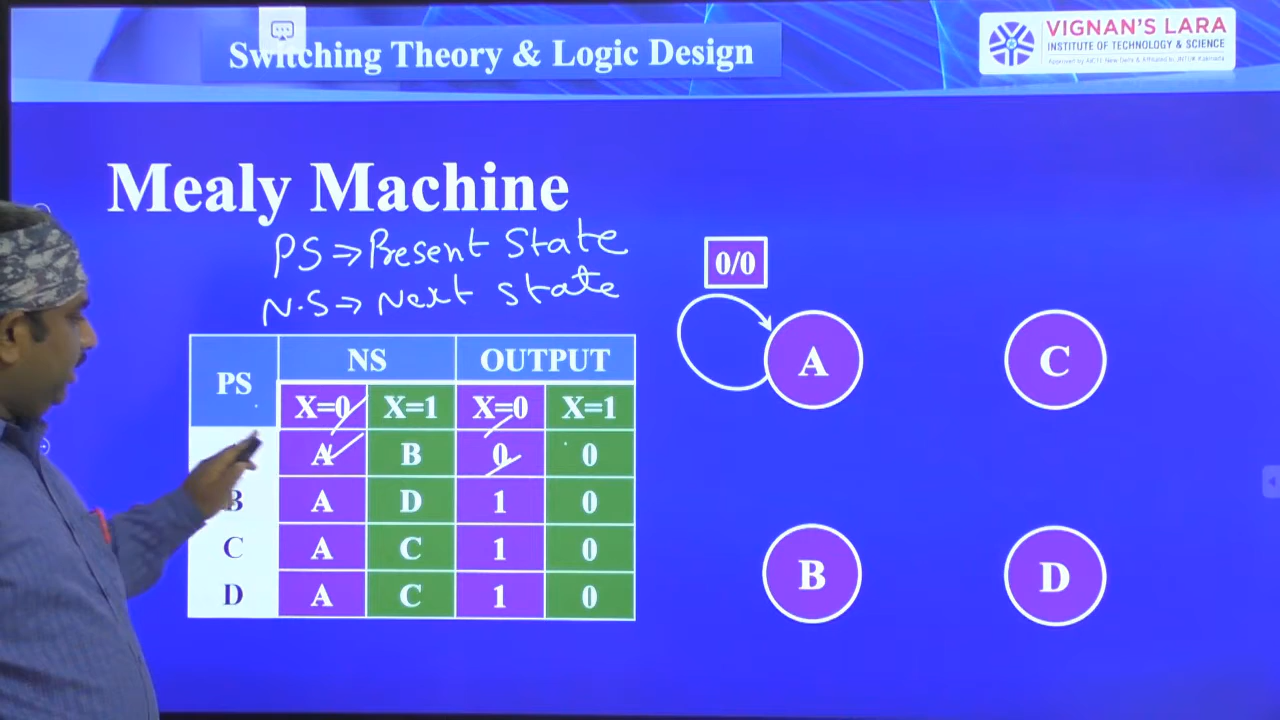 Switching Theory & Logic Design
VIGNAN'S LARA
INSTITUTE OF TECHNOLOGY & SCIENCE
Mealy Machine
PS ⇒ Present State
N.S ⇒ Next state
0/0
PS NS OUTPUT
X=0 X=1 X=0 X=1
A B 0 0
B A D 1 0
C A C 1 0
D A C 1 0
A
C
B
D